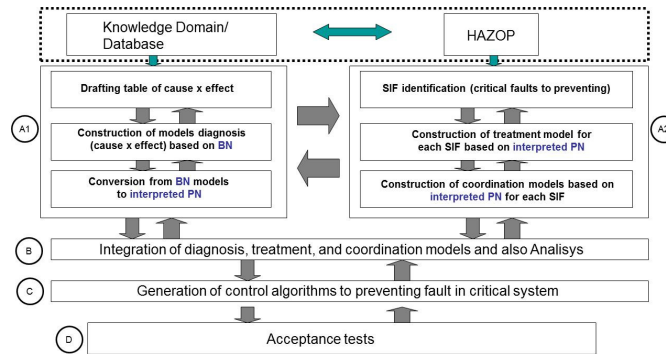 Knowledge Domain/
Database
HAZOP
Drafting table of cause x effect
SIF identification (critical faults to preventing)
A1
Construction of models diagnosis
(cause x effect) based on BN
Construction of treatment model for
each SIF based on interpreted PN
A2
Conversion from BN models
to interpreted PN
Construction of coordination models based on
interpreted PN for each SIF
B
Integration of diagnosis, treatment, and coordination models and also Analisys
C
Generation of control algorithms to preventing fault in critical system
D
Acceptance tests